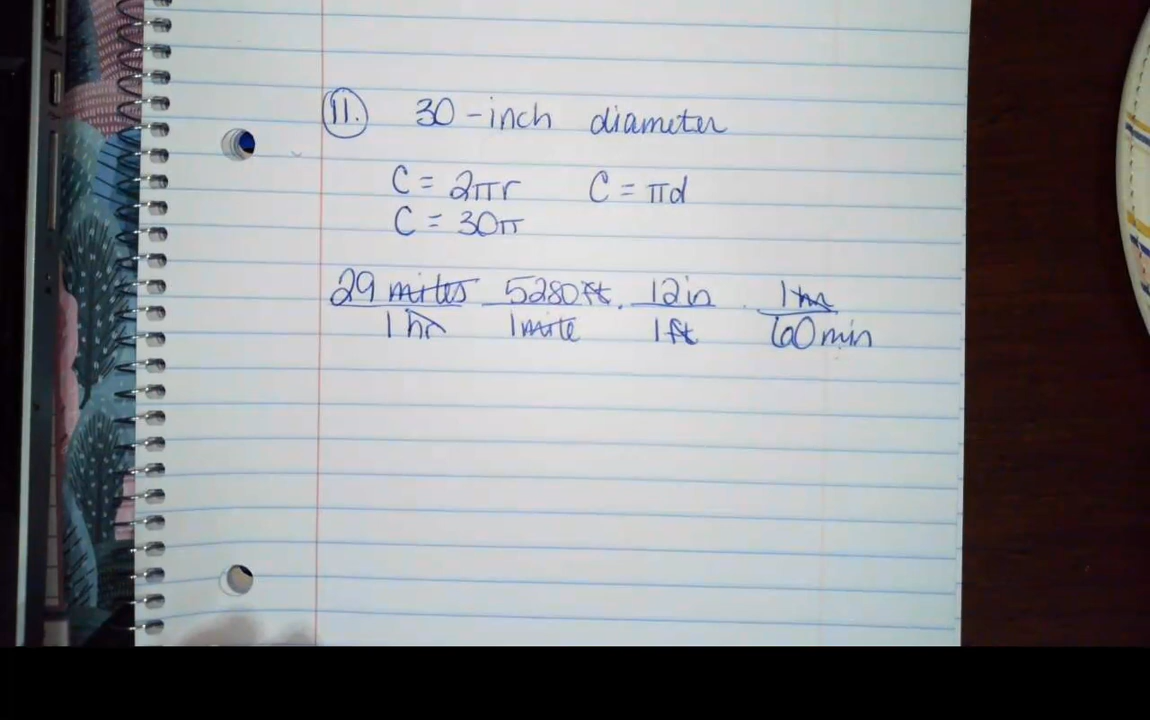 11. 30-inch diameter
C = 2πr C = πd
C = 30π
29 miles 5280 ft . 12 in . 1 hr
1 hr 1 mile 1 ft 60 min